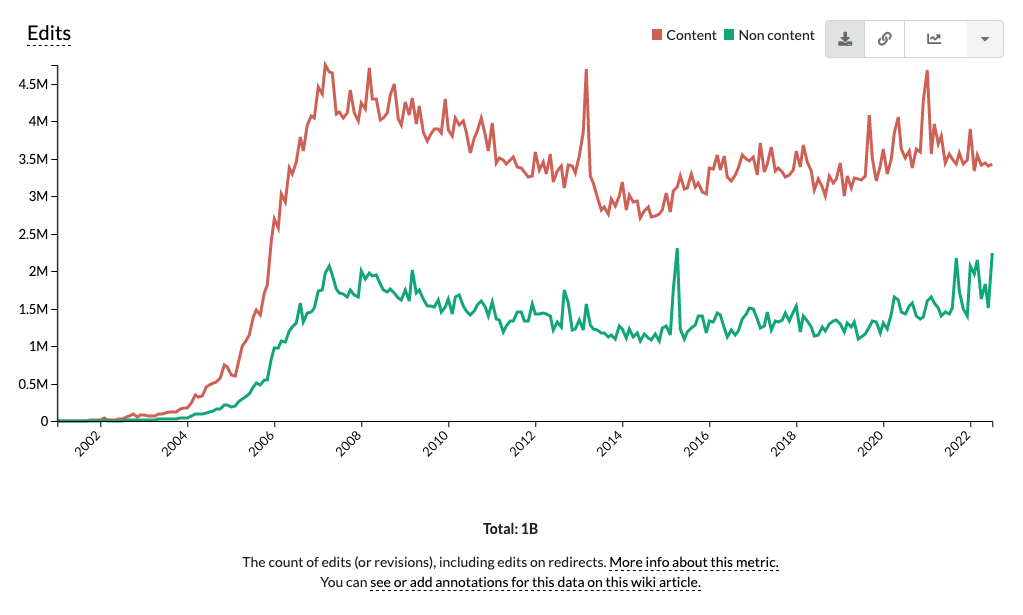 Edits
Content Non content
4.5M
4M
3.5M
3M
2.5M
2M
1.5M
1M
0.5M
0
2002 2004 2006 2008 2010 2012 2014 2016 2018 2020 2022
Total: 1B
The count of edits (or revisions), including edits on redirects. More info about this metric.
You can see or add annotations for this data on this wiki article.